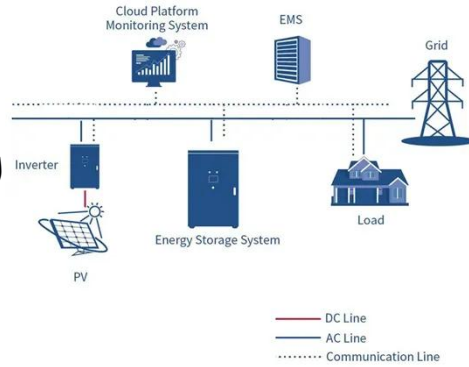 Cloud Platform
Monitoring System
EMS
Grid
Inverter
Energy Storage System
Load
PV
DC Line
AC Line
Communication Line